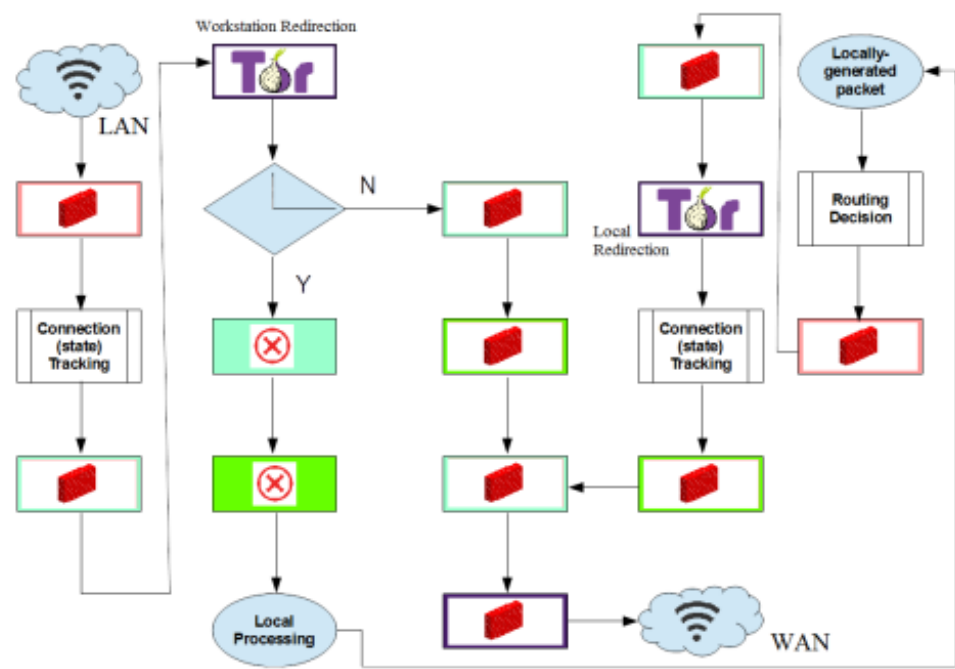 Workstation Redirection
Tor
LAN
Connection
(state)
Tracking
N
Y
Local
Processing
Tor
Local
Redirection
Connection
(state)
Tracking
Locally-
generated
packet
Routing
Decision
WAN